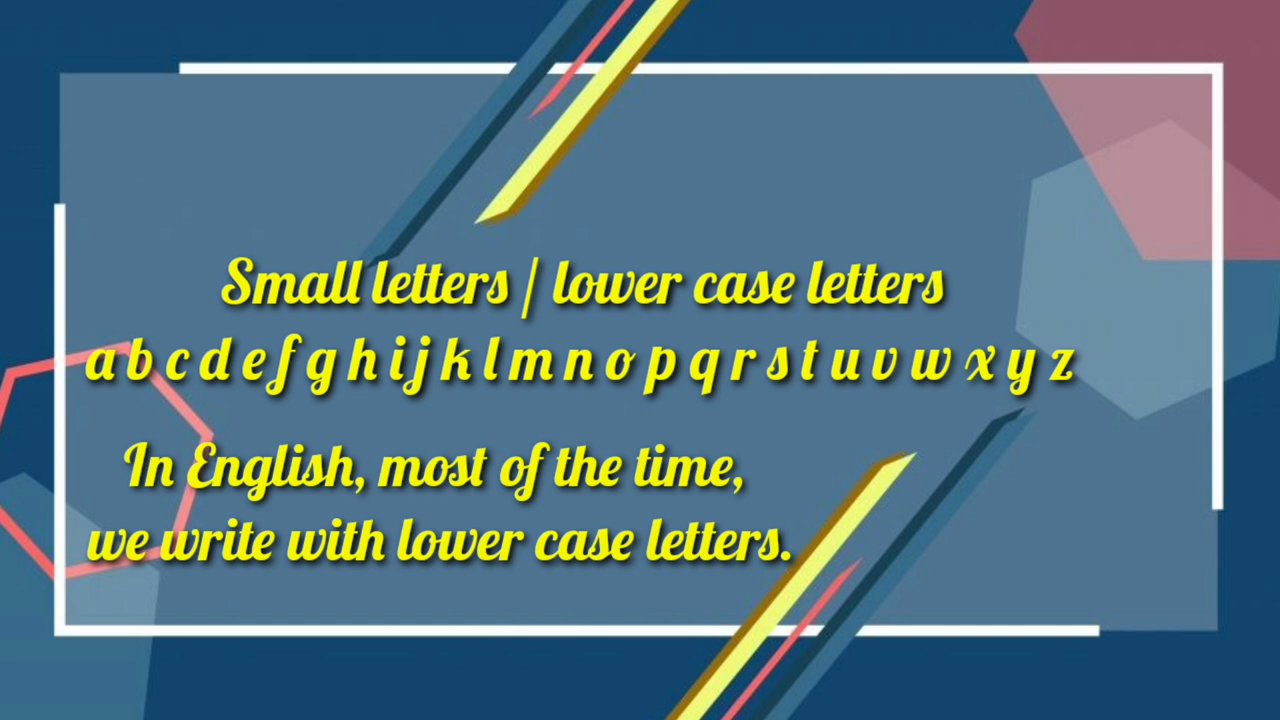 Small letters / lower case letters
a b c d e f g h i j k l m n o p q r s t u v w x y z
In English, most of the time,
we write with lower case letters.